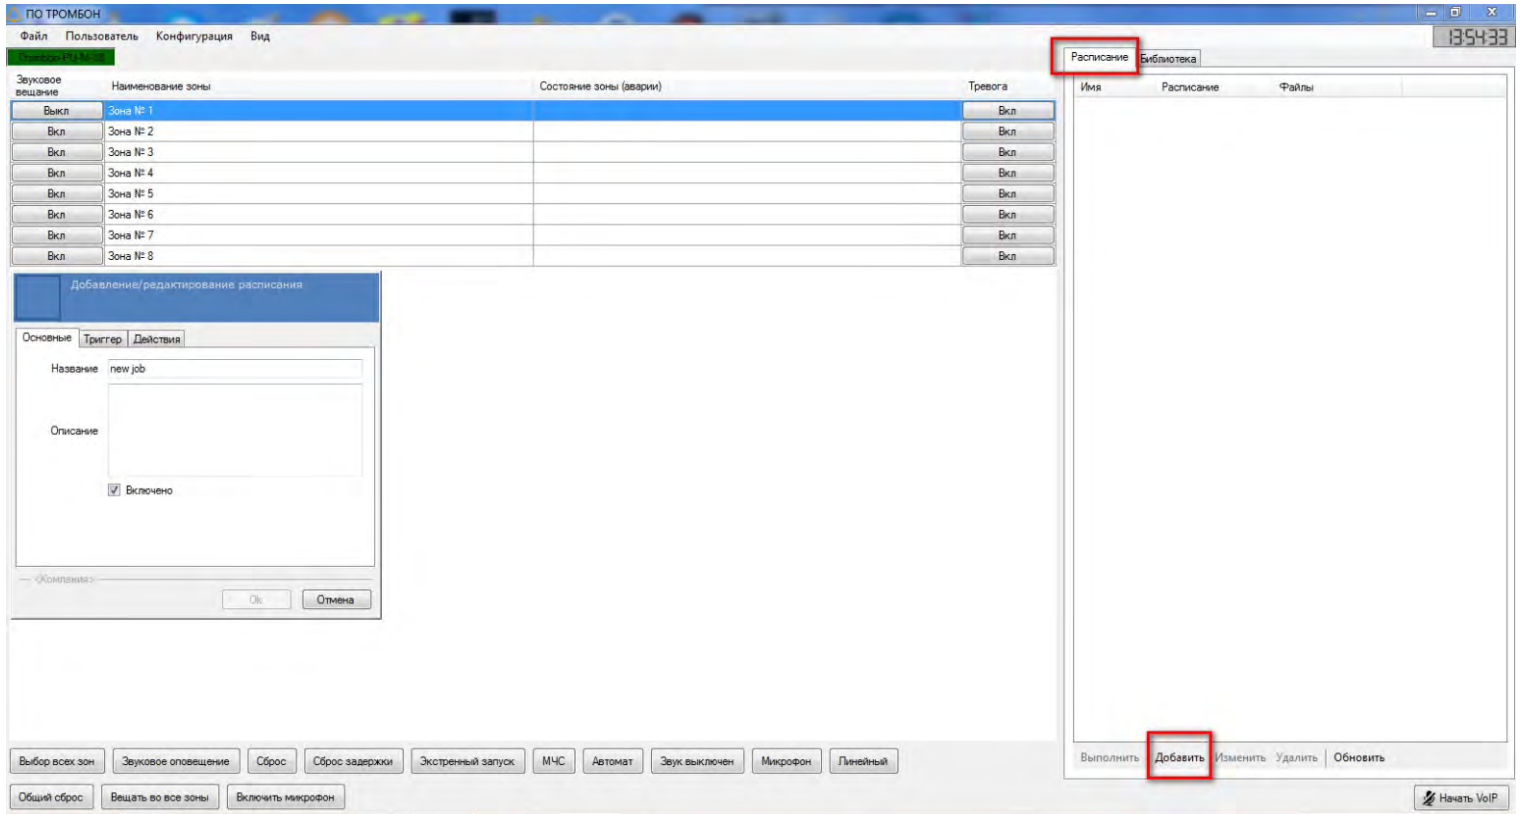 ПО ТРОМБОН
Файл Пользователь Конфигурация Вид
13:54:33
Расписание Библиотека
Звуковое вещание Наименование зоны Состояние зоны (аварии) Тревога
Имя Расписание Файлы
Выкл Зона № 1 Вкл
Вкл Зона № 2 Вкл
Вкл Зона № 3 Вкл
Вкл Зона № 4 Вкл
Вкл Зона № 5 Вкл
Вкл Зона № 6 Вкл
Вкл Зона № 7 Вкл
Вкл Зона № 8 Вкл
Добавление/редактирование расписания
Основные Триггер Действия
Название new job
Описание
Включено
<Компания>
Ok Отмена
Выбор всех зон Звуковое оповещение Сброс Сброс задержки Экстренный запуск МЧС Автомат Звук выключен Микрофон Линейный
Выполнить Добавить Изменить Удалить Обновить
Общий сброс Вещать во все зоны Включить микрофон
Начать VoIP